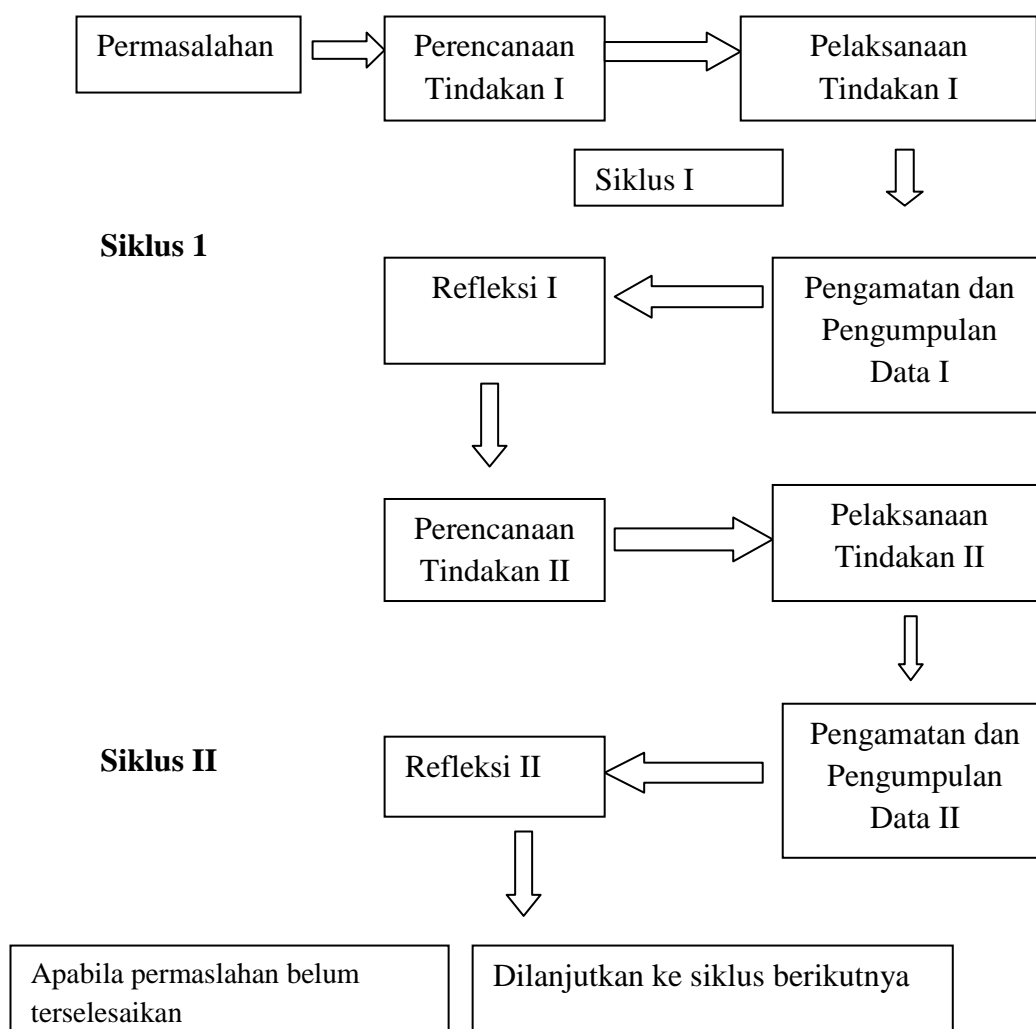 Permasalahan
Perencanaan
Tindakan I
Pelaksanaan
Tindakan I
Siklus I
Siklus 1
Refleksi I
Pengamatan dan
Pengumpulan
Data I
Perencanaan
Tindakan II
Pelaksanaan
Tindakan II
Siklus II
Refleksi II
Pengamatan dan
Pengumpulan
Data II
Apabila permaslahan belum
terselesaikan
Dilanjutkan ke siklus berikutnya